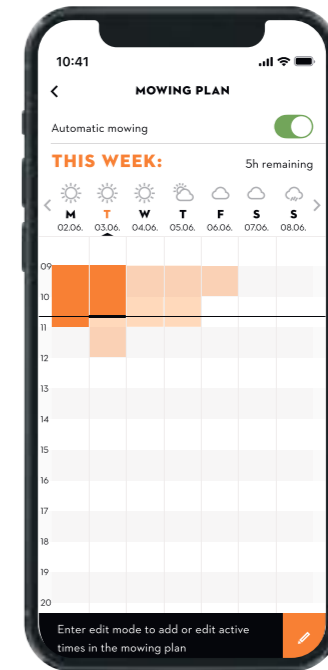 10:41
MOWING PLAN
Automatic mowing
THIS WEEK: 5h remaining
M T W T F S S
02.06. 03.06. 04.06. 05.06. 06.06. 07.06. 08.06.
09
10
11
12
13
14
15
16
17
18
19
20
Enter edit mode to add or edit active
times in the mowing plan